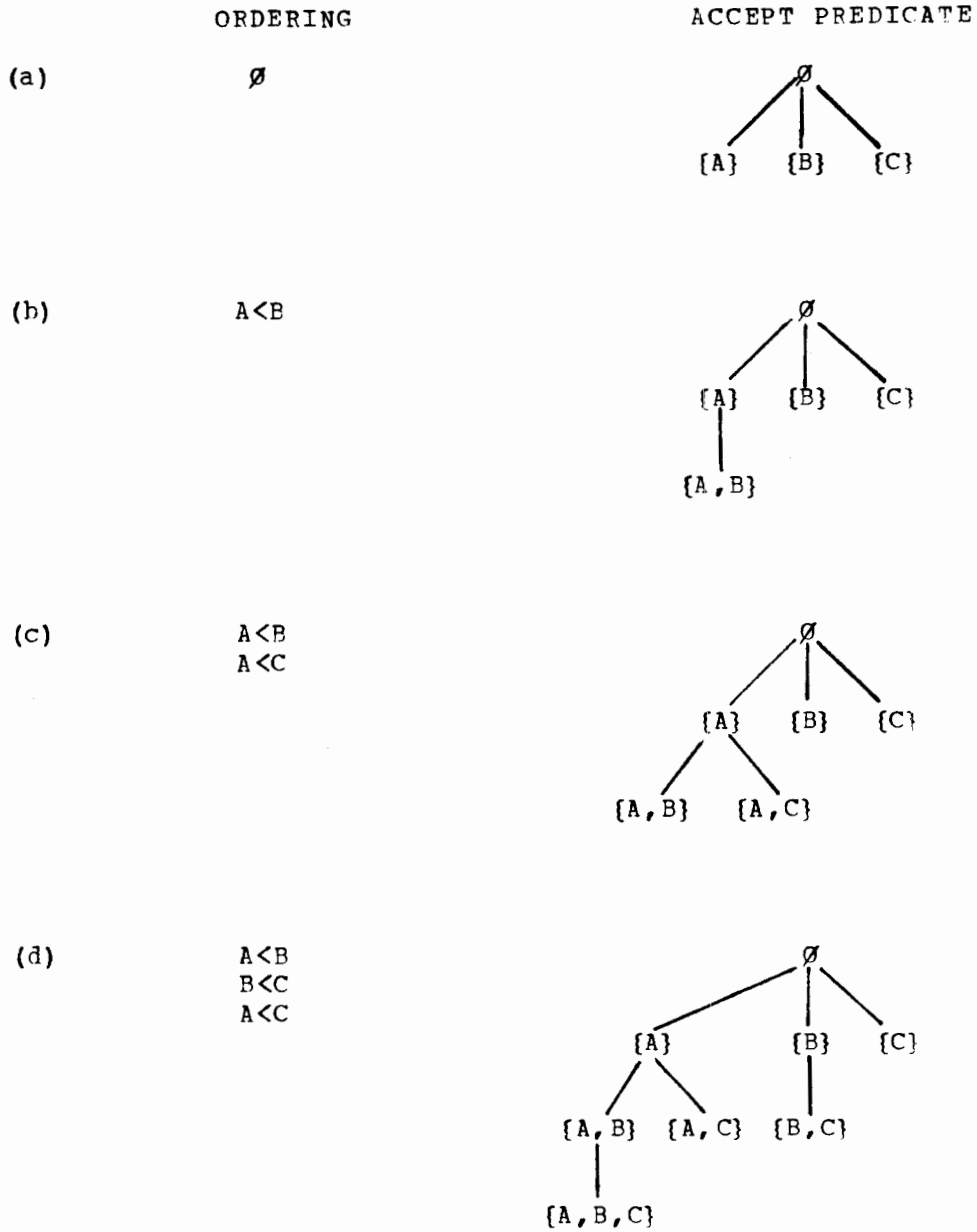 ORDERING ACCEPT PREDICATE
(a) Ø Ø
{A} {B} {C}
(b) A<B Ø
{A} {B} {C}
{A,B}
(c) A<B Ø
A<C
{A} {B} {C}
{A,B} {A,C}
(d) A<B Ø
B<C
A<C
{A} {B} {C}
{A,B} {A,C} {B,C}
{A,B,C}